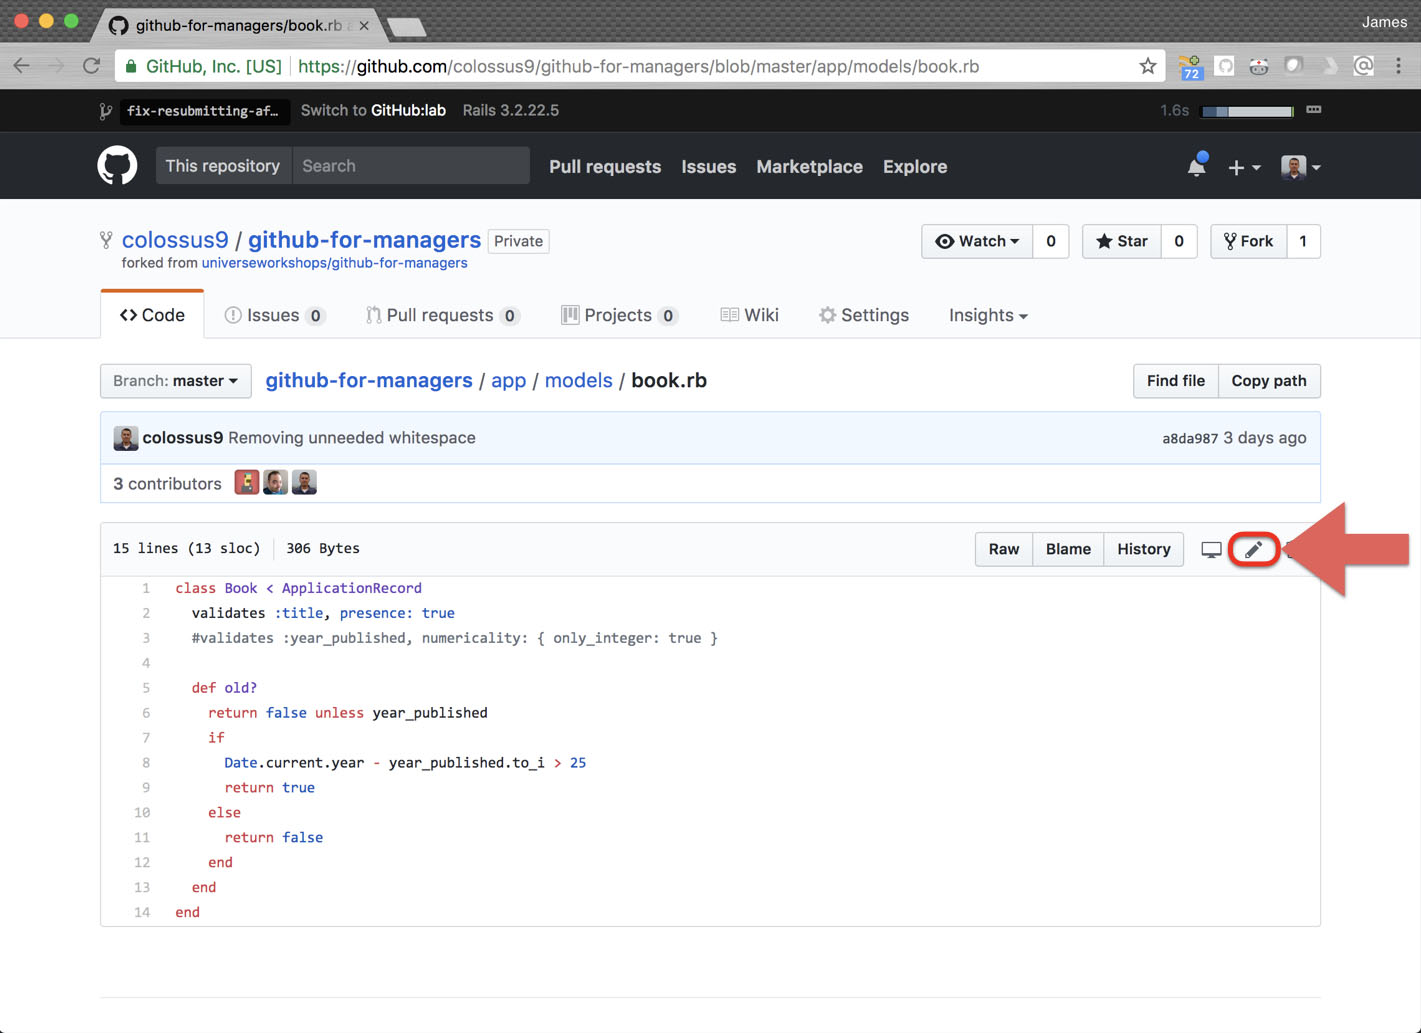 github-for-managers/book.rb a
James
GitHub, Inc. [US] https://github.com/colossus9/github-for-managers/blob/master/app/models/book.rb
72
fix-resubmitting-af… Switch to GitHub:lab Rails 3.2.22.5 1.6s
This repository Search Pull requests Issues Marketplace Explore
colossus9 / github-for-managers Private
Watch 0 Star 0 Fork 1
forked from universeworkshops/github-for-managers
Code Issues 0 Pull requests 0 Projects 0 Wiki Settings Insights
Branch: master github-for-managers / app / models / book.rb Find file Copy path
colossus9 Removing unneeded whitespace a8da987 3 days ago
3 contributors
15 lines (13 sloc) 306 Bytes Raw Blame History
1 class Book < ApplicationRecord
2 validates :title, presence: true
3 #validates :year_published, numericality: { only_integer: true }
4
5 def old?
6 return false unless year_published
7 if
8 Date.current.year - year_published.to_i > 25
9 return true
10 else
11 return false
12 end
13 end
14 end